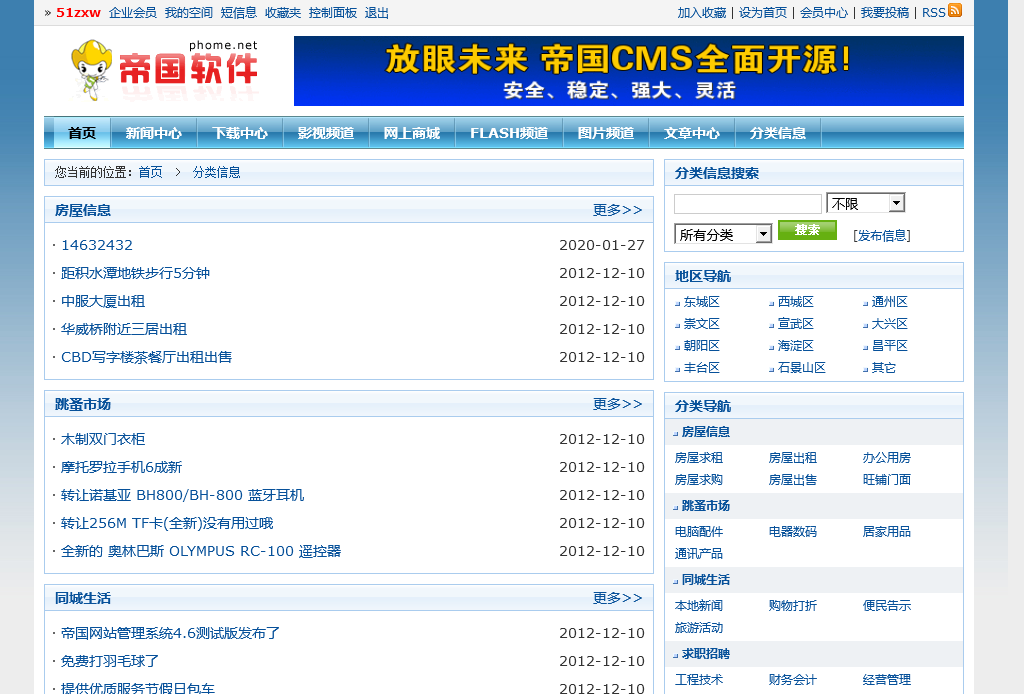 » 51zxw 企业会员 我的空间 短信息 收藏夹 控制面板 退出
加入收藏 | 设为首页 | 会员中心 | 我要投稿 | RSS
phome.net
帝国软件
放眼未来 帝国CMS全面开源!
安全、稳定、强大、灵活
首页 新闻中心 下载中心 影视频道 网上商城 FLASH频道 图片频道 文章中心 分类信息
您当前的位置：首页 > 分类信息
房屋信息 更多>>
· 14632432 2020-01-27
· 距积水潭地铁步行5分钟 2012-12-10
· 中服大厦出租 2012-12-10
· 华威桥附近三居出租 2012-12-10
· CBD写字楼茶餐厅出租出售 2012-12-10
跳蚤市场 更多>>
· 木制双门衣柜 2012-12-10
· 摩托罗拉手机6成新 2012-12-10
· 转让诺基亚 BH800/BH-800 蓝牙耳机 2012-12-10
· 转让256M TF卡(全新)没有用过哦 2012-12-10
· 全新的 奥林巴斯 OLYMPUS RC-100 遥控器 2012-12-10
同城生活 更多>>
· 帝国网站管理系统4.6测试版发布了 2012-12-10
· 免费打羽毛球了 2012-12-10
· 提供优质服务节假日包车 2012-12-10
分类信息搜索
不限
所有分类 搜索 [发布信息]
地区导航
东城区 西城区 通州区
崇文区 宣武区 大兴区
朝阳区 海淀区 昌平区
丰台区 石景山区 其它
分类导航
房屋信息
房屋求租 房屋出租 办公用房
房屋求购 房屋出售 旺铺门面
跳蚤市场
电脑配件 电器数码 居家用品
通讯产品
同城生活
本地新闻 购物打折 便民告示
旅游活动
求职招聘
工程技术 财务会计 经营管理